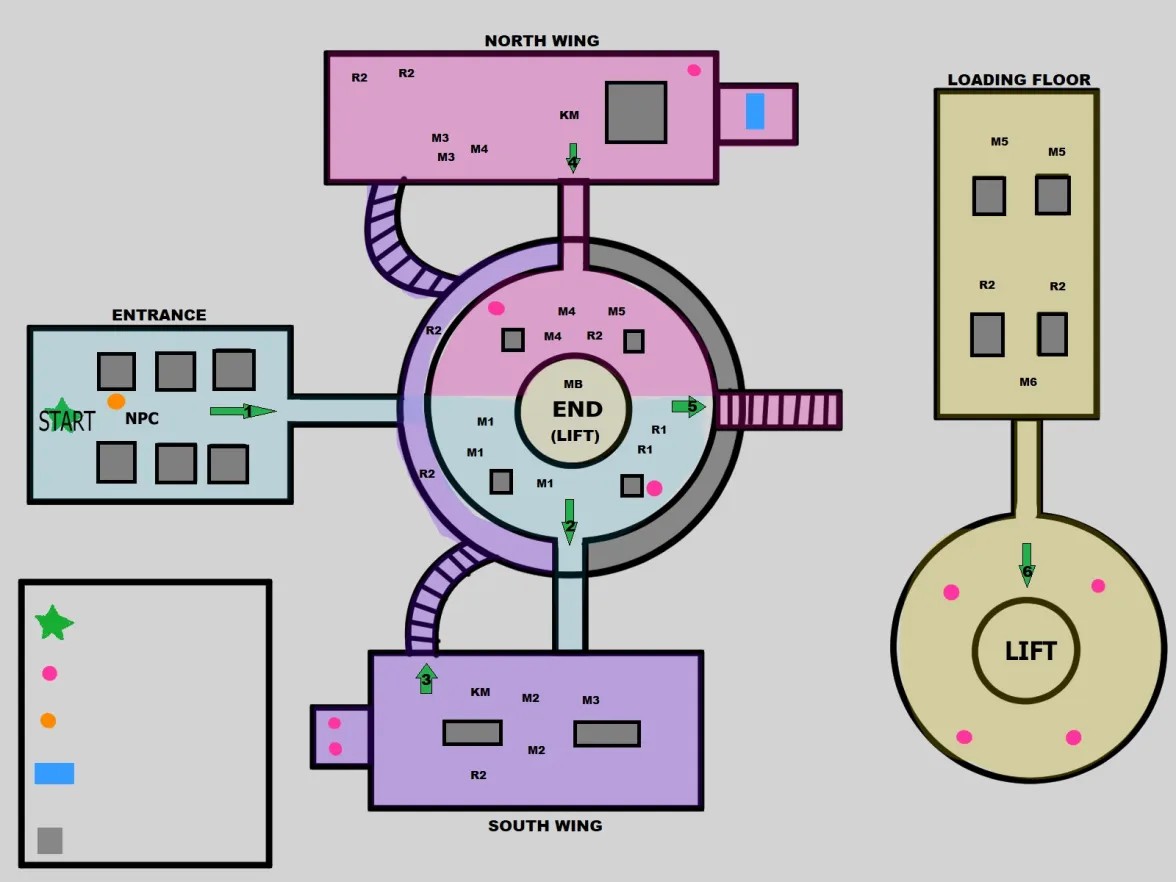 NORTH WING
R2
R2
KM
M3
M3
M4
4
LOADING FLOOR
M5
M5
R2
R2
M6
6
LIFT
ENTRANCE
START
NPC
1
R2
R2
M4
M5
M4
R2
MB
END
(LIFT)
5
M1
M1
M1
R1
R1
2
3
KM
M2
M3
M2
R2
SOUTH WING